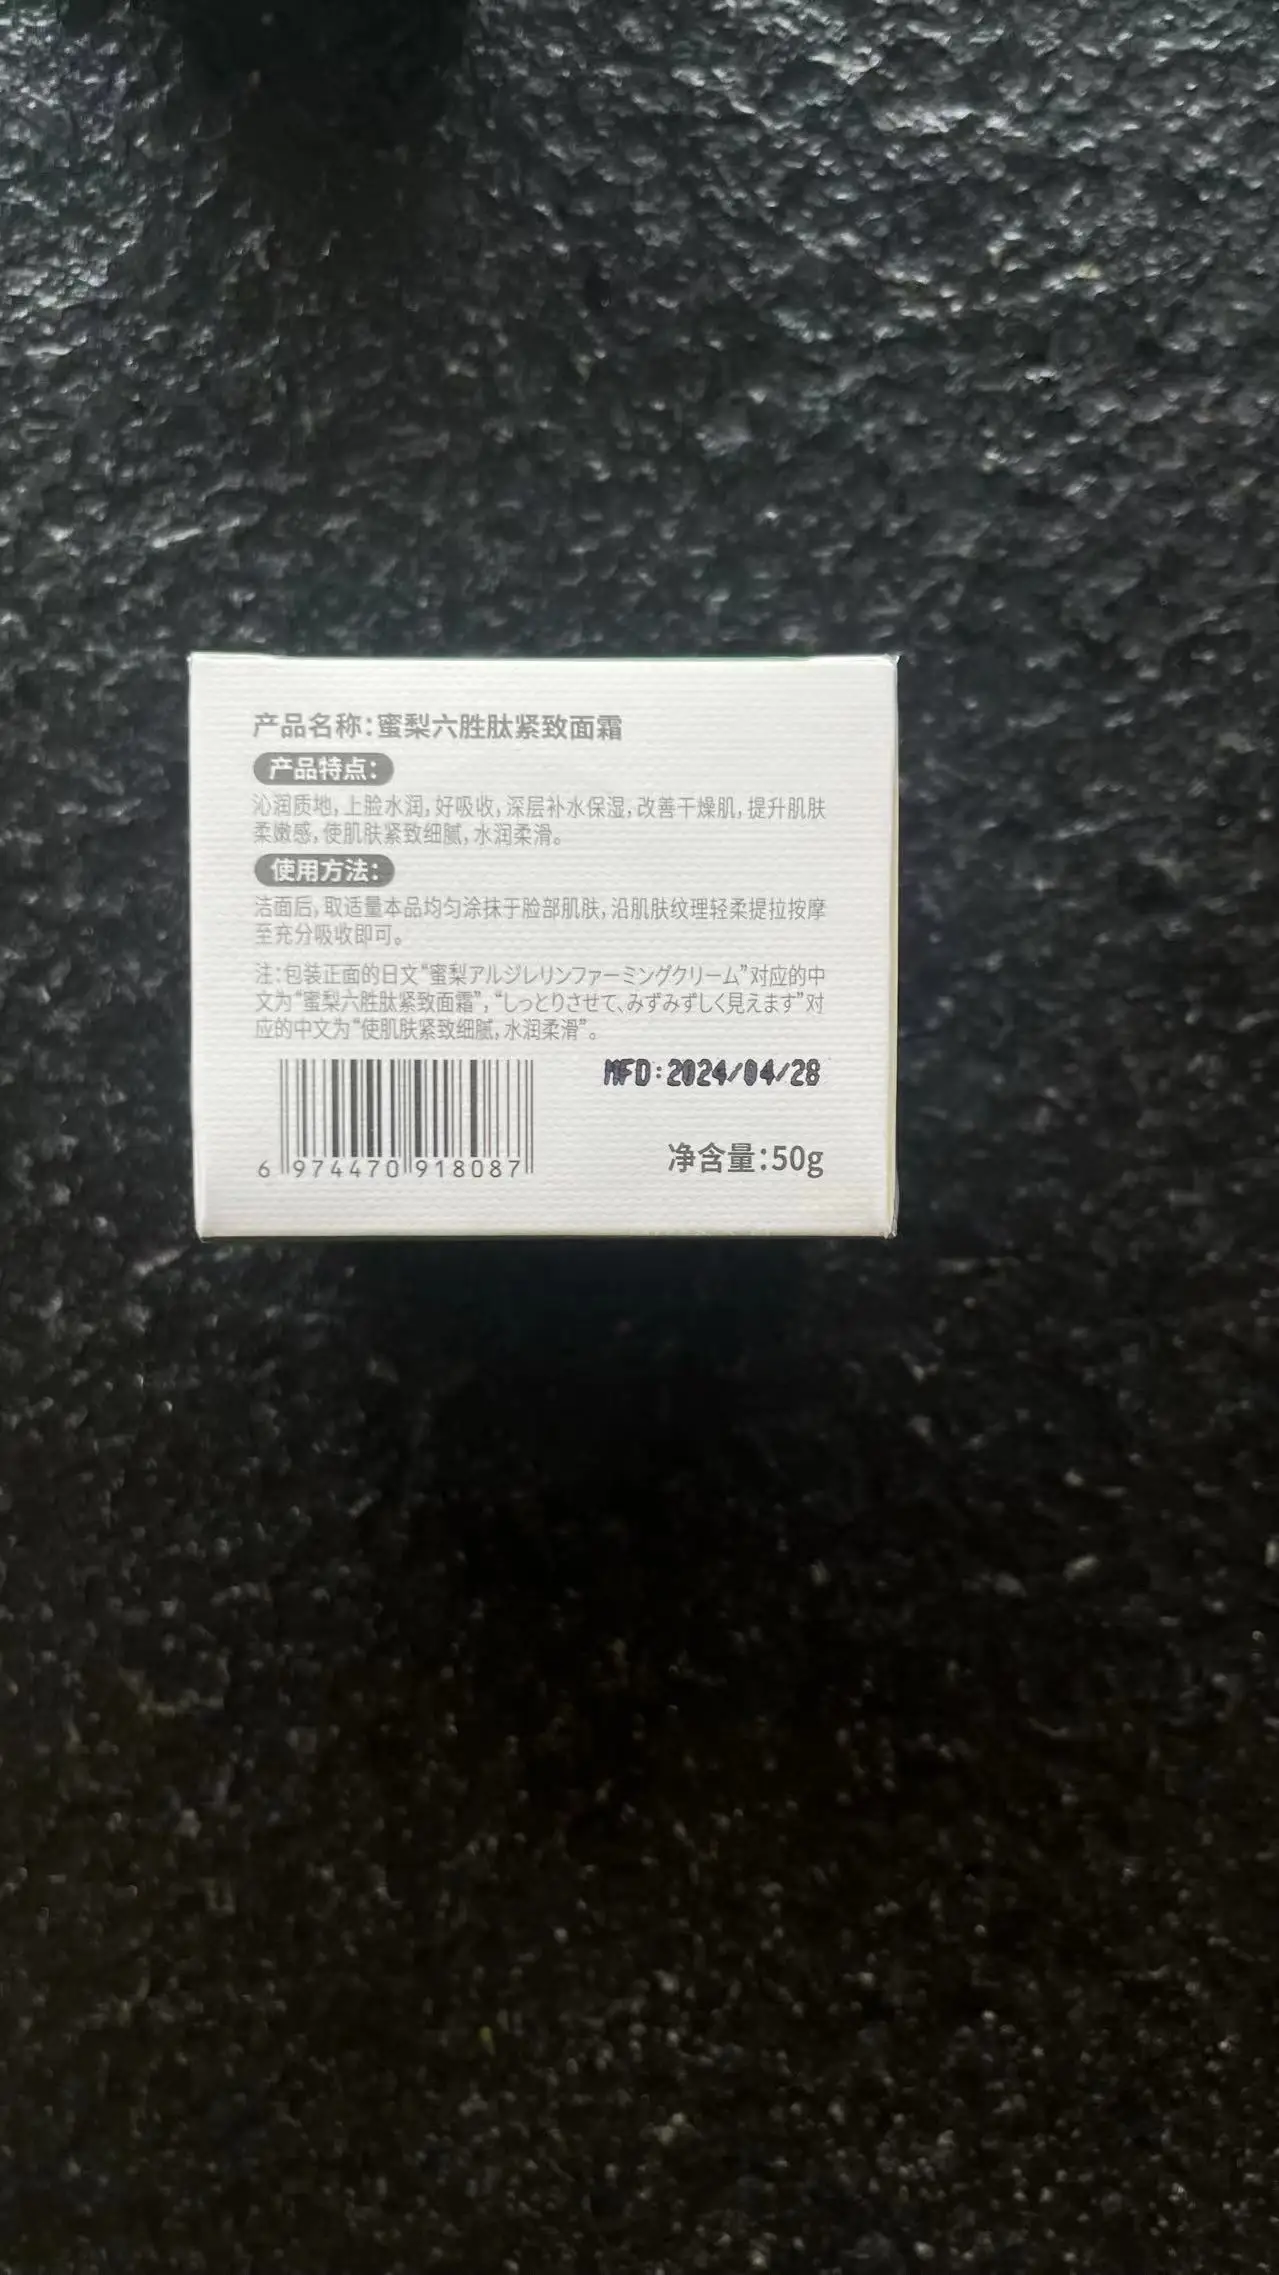 产品名称：蜜梨六胜肽紧致面霜
产品特点：
沁润质地，上脸水润，好吸收，深层补水保湿，改善干燥肌，提升肌肤
柔嫩感，使肌肤紧致细腻，水润柔滑。
使用方法：
洁面后，取适量本品均匀涂抹于脸部肌肤，沿肌肤纹理轻柔提拉按摩
至充分吸收即可。
注：包装正面的日文“蜜梨アルジレリンファーミングクリーム”对应的中
文为“蜜梨六胜肽紧致面霜”，“しっとりさせて、みずみずしく見えます”对
应的中文为“使肌肤紧致细腻，水润柔滑”。
MFD:2024/04/28
净含量：50g
6 974470 918087